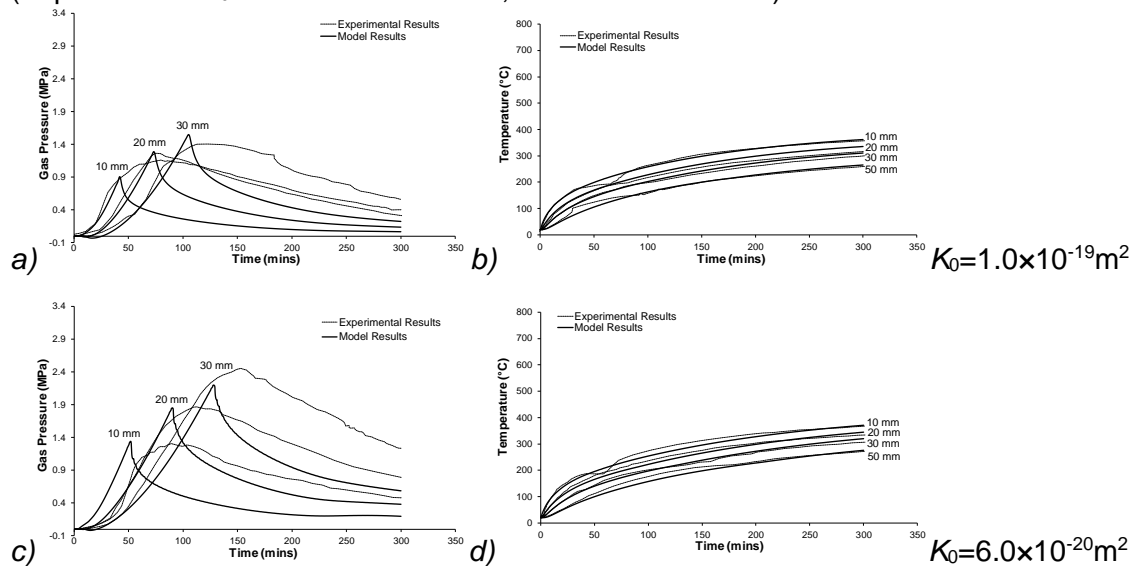 3.4
2.9
2.4
1.9
1.4
0.9
0.4
-0.1
Gas Pressure (MPa)
Experimental Results
Model Results
10 mm
20 mm
30 mm
0 50 100 150 200 250 300 350
Time (mins)
a)
800
700
600
500
400
300
200
100
0
Temperature (°C)
Experimental Results
Model Results
10 mm
20 mm
30 mm
50 mm
0 50 100 150 200 250 300 350
Time (mins)
b)
K0=1.0×10-19m2
3.4
2.9
2.4
1.9
1.4
0.9
0.4
-0.1
Gas Pressure (MPa)
Experimental Results
Model Results
10 mm
20 mm
30 mm
0 50 100 150 200 250 300 350
Time (mins)
c)
800
700
600
500
400
300
200
100
0
Temperature (°C)
Experimental Results
Model Results
10 mm
20 mm
30 mm
50 mm
0 50 100 150 200 250 300 350
Time (mins)
d)
K0=6.0×10-20m2